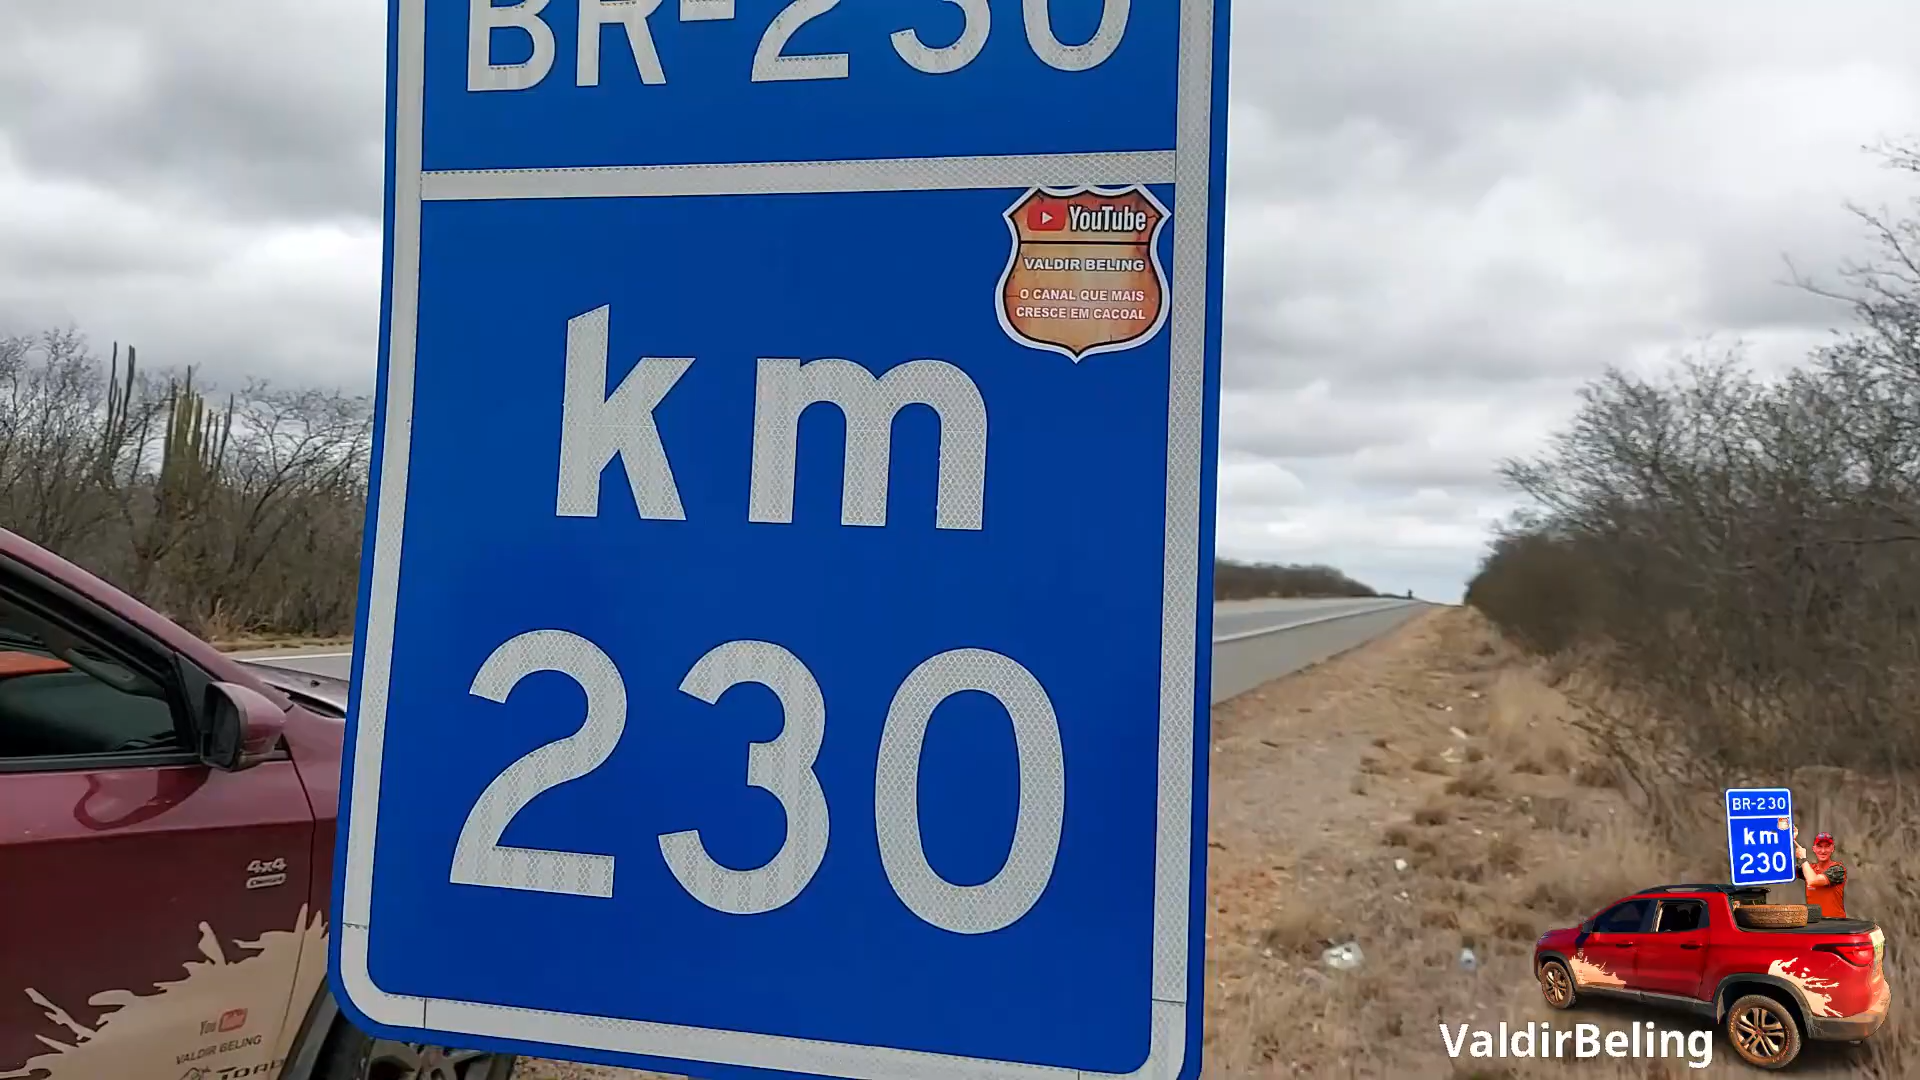 BR-230
YouTube
VALDIR BELING
O CANAL QUE MAIS
CRESCE EM CACOAL
km
230
4x4
YouTube
VALDIR BELING
BR-230
km
230
ValdirBeling